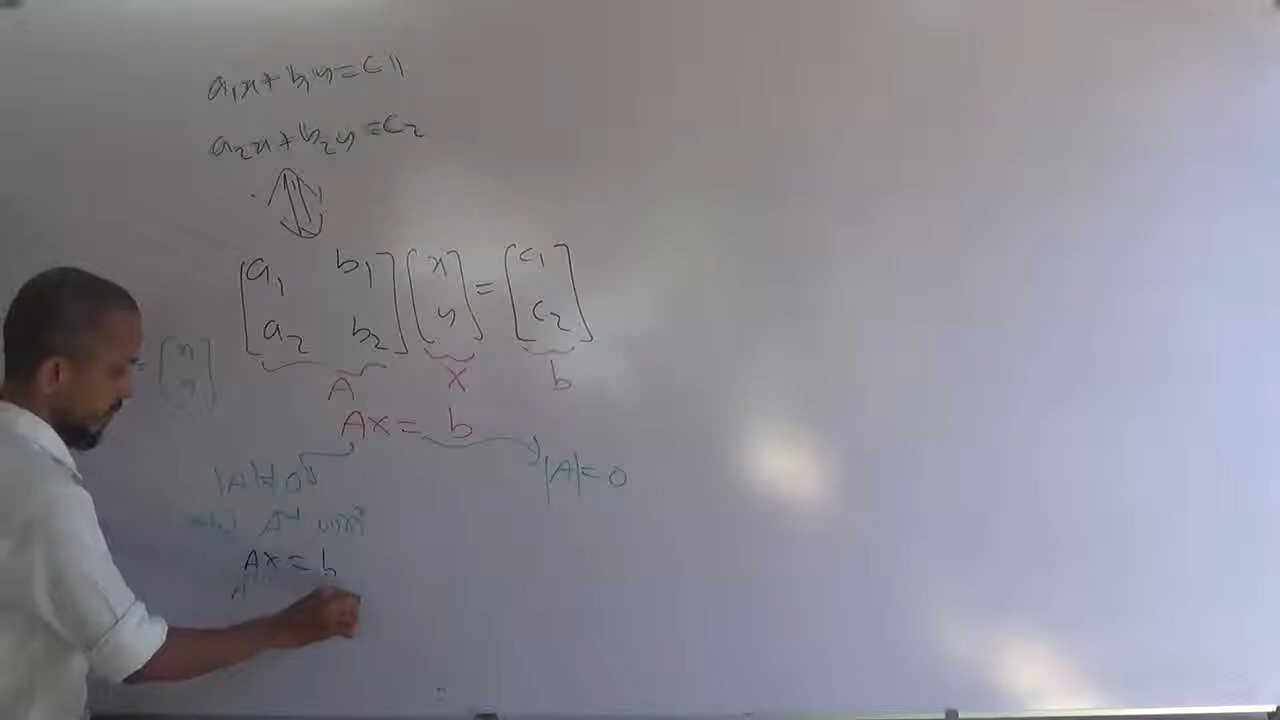 a₁x + b₁y = c₁
a₂x + b₂y = c₂
[a₁ b₁
a₂ b₂] [x
y] = [c₁
c₂]
A X b
AX = b
|A| ≠ 0 |A| = 0
A⁻¹
AX = b
= [x
y]